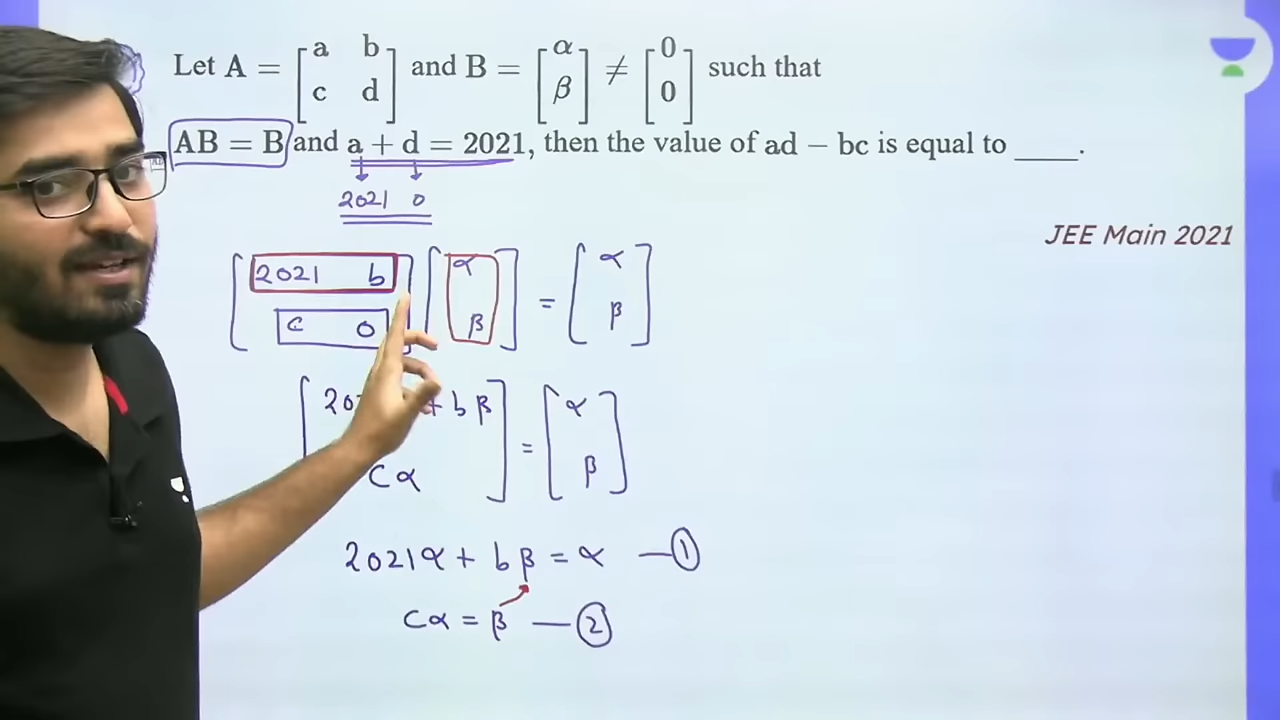 Let A = [a b; c d] and B = [α; β] ≠ [0; 0] such that
AB = B and a + d = 2021, then the value of ad − bc is equal to ____.
2021 0
JEE Main 2021
[2021 b; c 0] [α; β] = [α; β]
+ bβ; cα] = [α; β]
2021α + bβ = α — ①
cα = β — ②